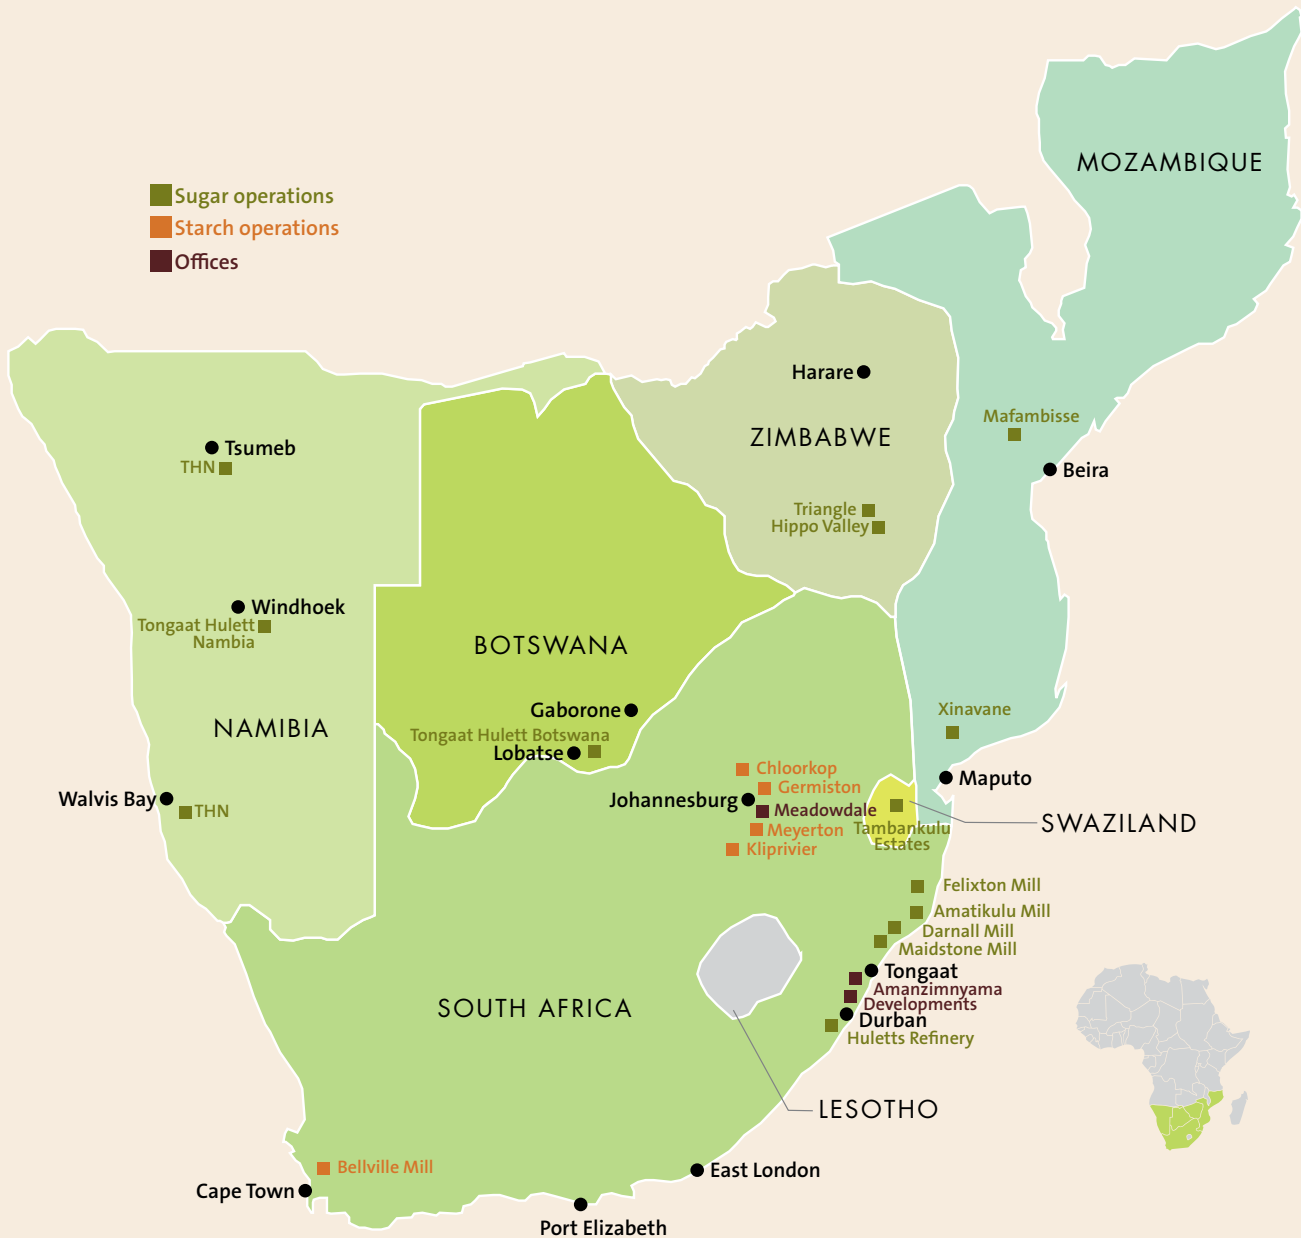 MOZAMBIQUE
Sugar operations
Starch operations
Offices
Harare
ZIMBABWE
Mafambisse
Beira
Tsumeb
THN
Triangle
Hippo Valley
Windhoek
Tongaat Hulett
Nambia
BOTSWANA
NAMIBIA
Gaborone
Tongaat Hulett Botswana
Lobatse
Xinavane
Maputo
Walvis Bay
THN
Chloorkop
Germiston
Johannesburg
Meadowdale
Meyerton
Kliprivier
Tambankulu
Estates
SWAZILAND
Felixton Mill
Amatikulu Mill
Darnall Mill
Maidstone Mill
Tongaat
Amanzimnyama
Developments
Durban
Huletts Refinery
SOUTH AFRICA
LESOTHO
Bellville Mill
Cape Town
East London
Port Elizabeth